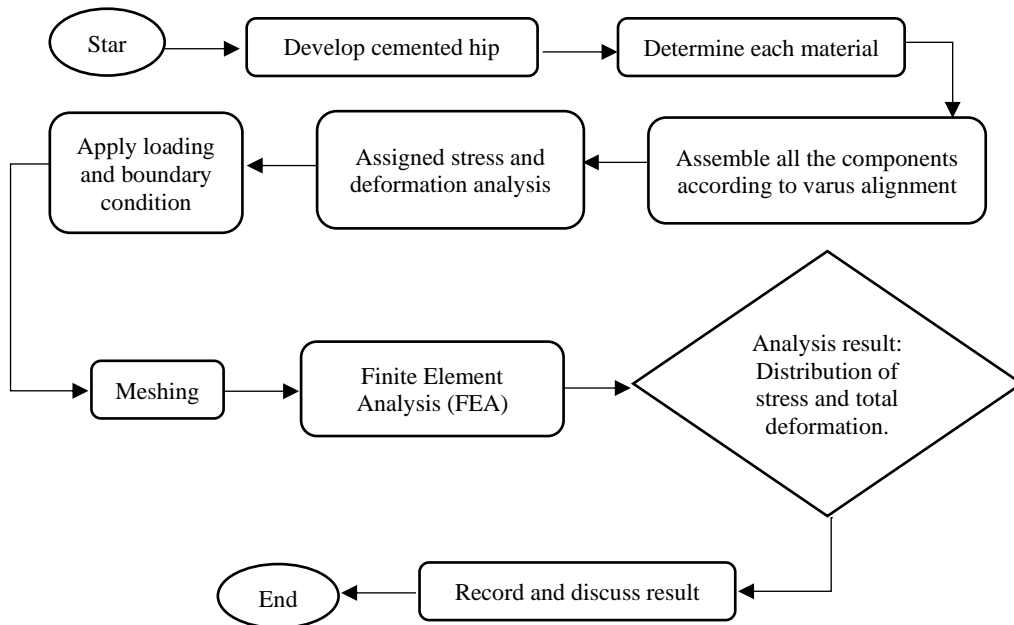 Star
Develop cemented hip
Determine each material
Assemble all the components
according to varus alignment
Assigned stress and
deformation analysis
Apply loading
and boundary
condition
Meshing
Finite Element
Analysis (FEA)
Analysis result:
Distribution of
stress and total
deformation.
Record and discuss result
End